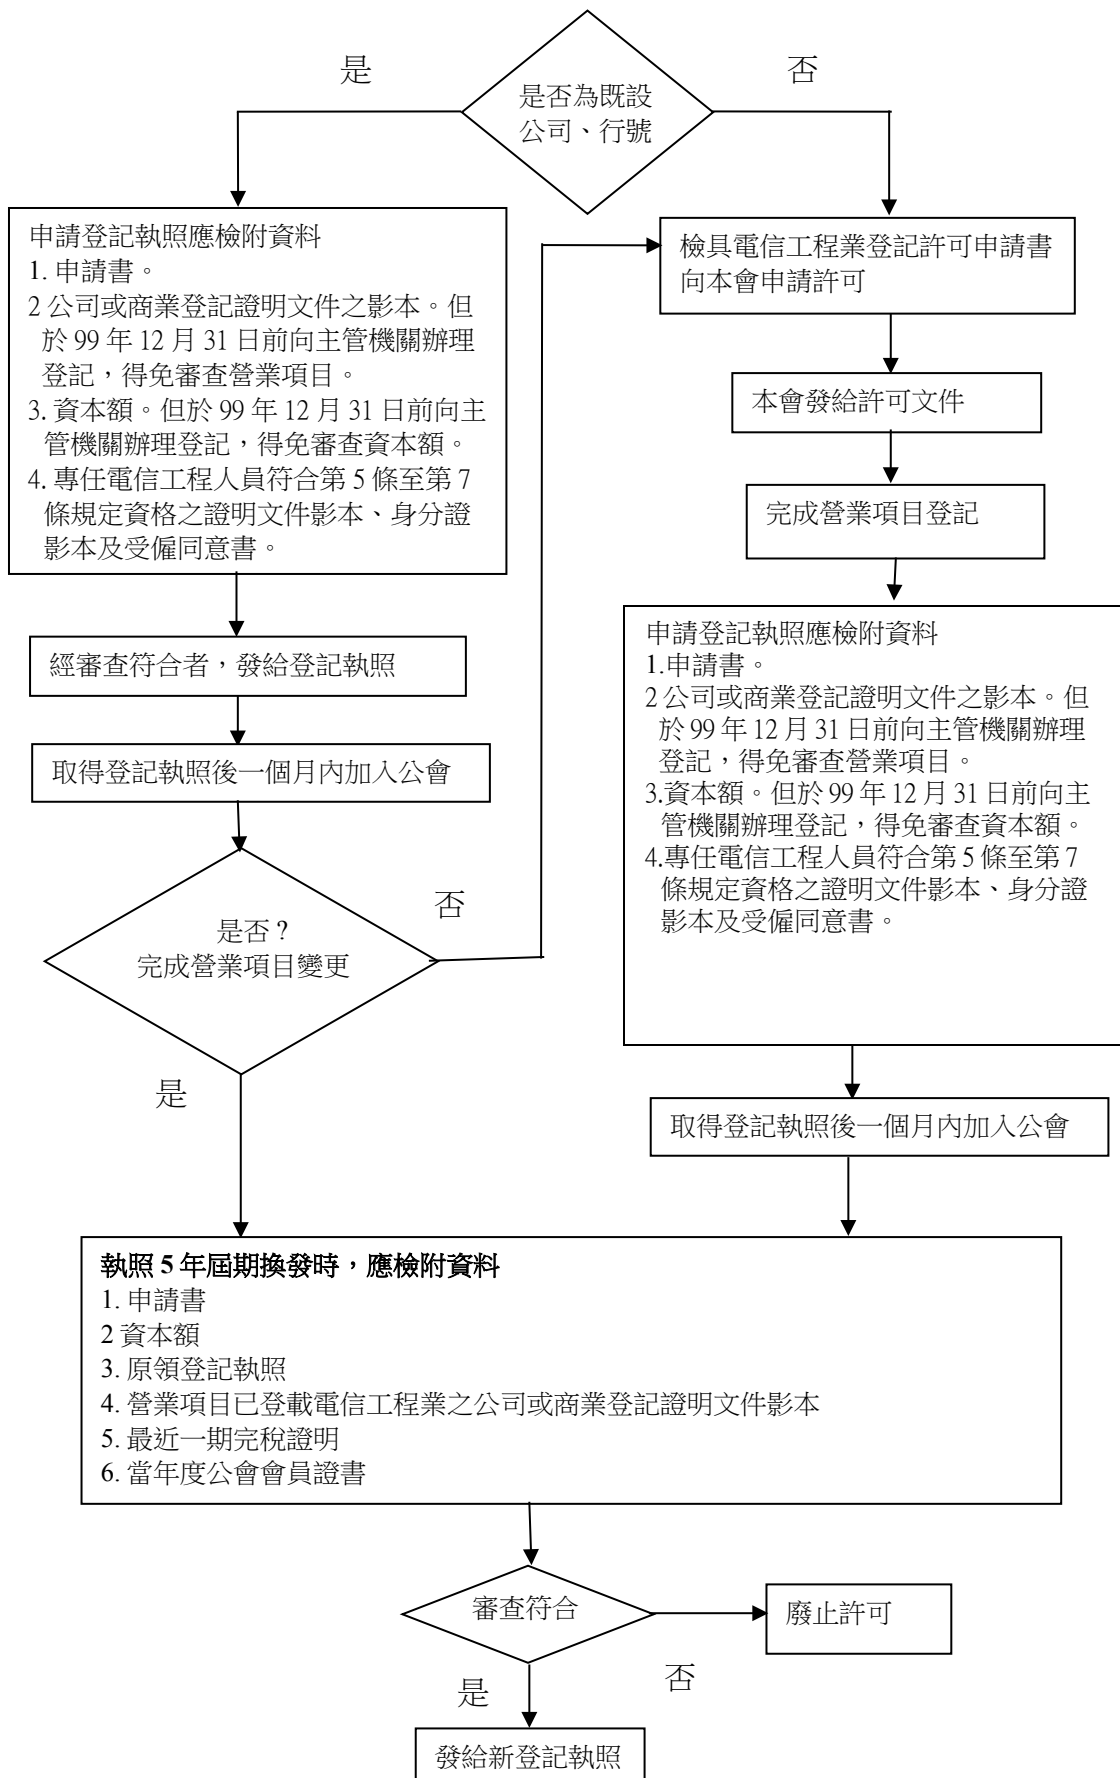 是
否
是否為既設
公司、行號
申請登記執照應檢附資料
1. 申請書。
2 公司或商業登記證明文件之影本。但
於 99 年 12 月 31 日前向主管機關辦理
登記，得免審查營業項目。
3. 資本額。但於 99 年 12 月 31 日前向主
管機關辦理登記，得免審查資本額。
4. 專任電信工程人員符合第 5 條至第 7
條規定資格之證明文件影本、身分證
影本及受僱同意書。
經審查符合者，發給登記執照
取得登記執照後一個月內加入公會
是否？
完成營業項目變更
否
是
檢具電信工程業登記許可申請書
向本會申請許可
本會發給許可文件
完成營業項目登記
申請登記執照應檢附資料
1.申請書。
2 公司或商業登記證明文件之影本。但
於 99 年 12 月 31 日前向主管機關辦理
登記，得免審查營業項目。
3.資本額。但於 99 年 12 月 31 日前向主
管機關辦理登記，得免審查資本額。
4.專任電信工程人員符合第 5 條至第 7
條規定資格之證明文件影本、身分證
影本及受僱同意書。
取得登記執照後一個月內加入公會
執照 5 年屆期換發時，應檢附資料
1. 申請書
2 資本額
3. 原領登記執照
4. 營業項目已登載電信工程業之公司或商業登記證明文件影本
5. 最近一期完稅證明
6. 當年度公會會員證書
審查符合
廢止許可
否
是
發給新登記執照